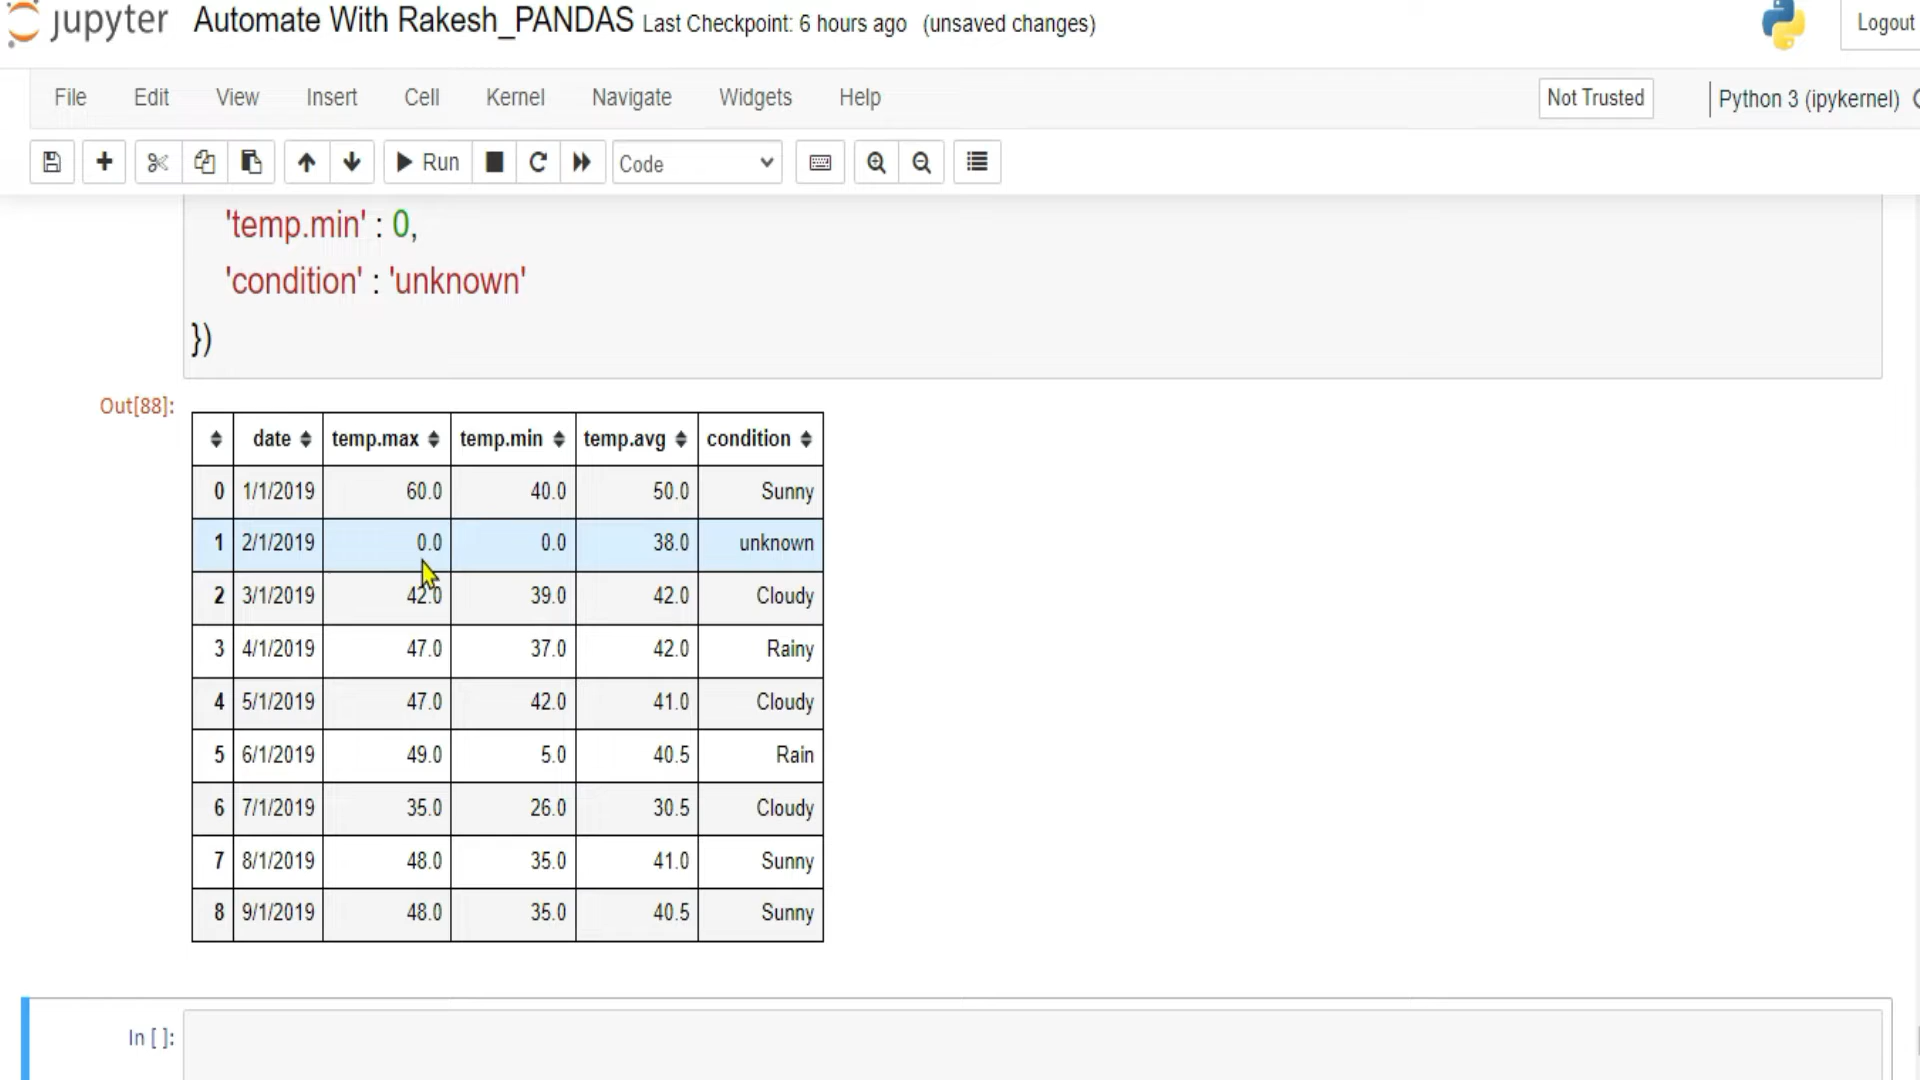 jupyter Automate With Rakesh_PANDAS Last Checkpoint: 6 hours ago (unsaved changes) Logout
File Edit View Insert Cell Kernel Navigate Widgets Help Not Trusted Python 3 (ipykernel)
Run Code
'temp.min' : 0,
'condition' : 'unknown'
})
Out[88]:
date temp.max temp.min temp.avg condition
0 1/1/2019 60.0 40.0 50.0 Sunny
1 2/1/2019 0.0 0.0 38.0 unknown
2 3/1/2019 42.0 39.0 42.0 Cloudy
3 4/1/2019 47.0 37.0 42.0 Rainy
4 5/1/2019 47.0 42.0 41.0 Cloudy
5 6/1/2019 49.0 5.0 40.5 Rain
6 7/1/2019 35.0 26.0 30.5 Cloudy
7 8/1/2019 48.0 35.0 41.0 Sunny
8 9/1/2019 48.0 35.0 40.5 Sunny
In [ ]: